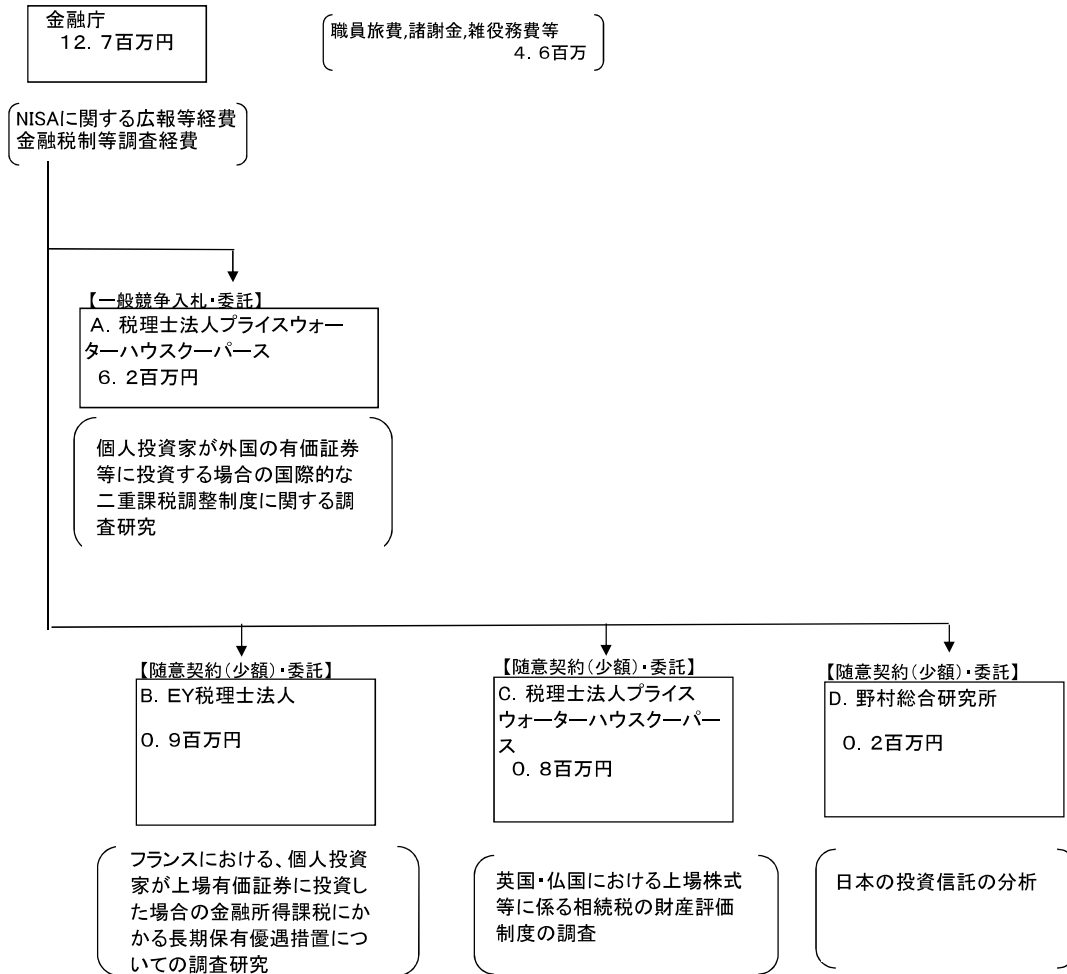 金融庁
１２．７百万円
職員旅費,諸謝金,雑役務費等
４．６百万
NISAに関する広報等経費
金融税制等調査経費
【一般競争入札・委託】
Ａ．税理士法人プライスウォー
ターハウスクーパース
６．２百万円
個人投資家が外国の有価証券
等に投資する場合の国際的な
二重課税調整制度に関する調
査研究
【随意契約（少額）・委託】
Ｂ．EY税理士法人
０．９百万円
フランスにおける、個人投資
家が上場有価証券に投資し
た場合の金融所得課税にか
かる長期保有優遇措置につ
いての調査研究
【随意契約（少額）・委託】
Ｃ．税理士法人プライス
ウォーターハウスクーパー
ス
０．８百万円
英国・仏国における上場株式
等に係る相続税の財産評価
制度の調査
【随意契約（少額）・委託】
Ｄ．野村総合研究所
０．２百万円
日本の投資信託の分析